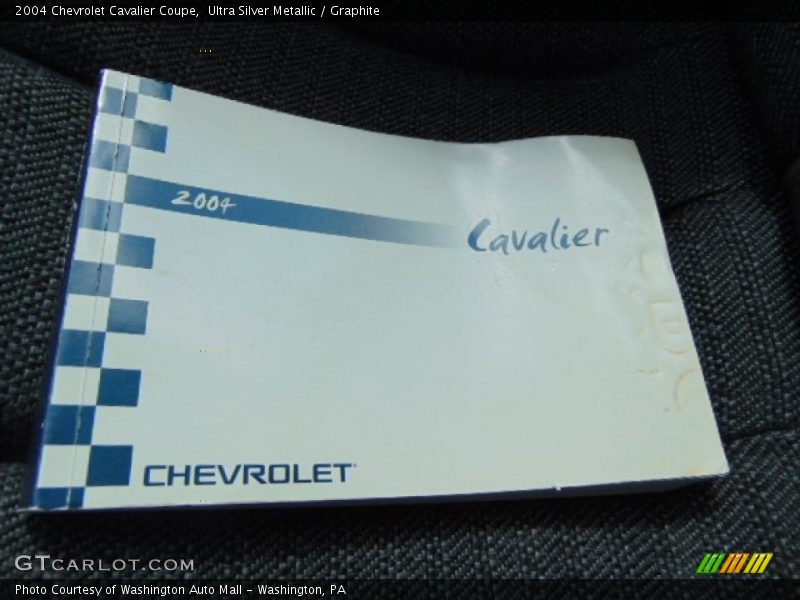 2004 Chevrolet Cavalier Coupe,  Ultra Silver Metallic / Graphite
2004
Cavalier
CHEVROLET
GTCARLOT.COM
Photo Courtesy of Washington Auto Mall - Washington, PA